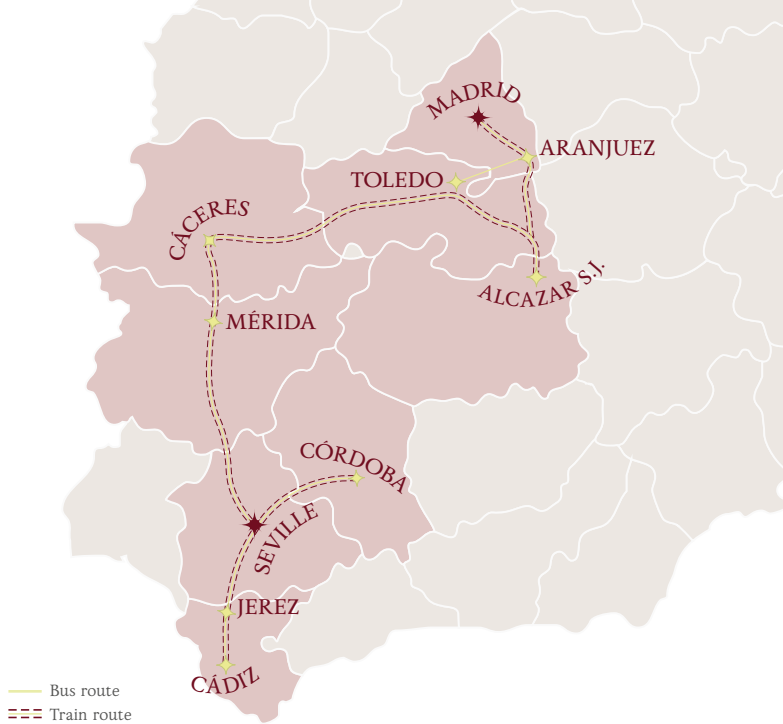 MADRID
ARANJUEZ
TOLEDO
CÁCERES
ALCAZAR S.J.
MÉRIDA
CÓRDOBA
SEVILLE
JEREZ
CÁDIZ
Bus route
Train route